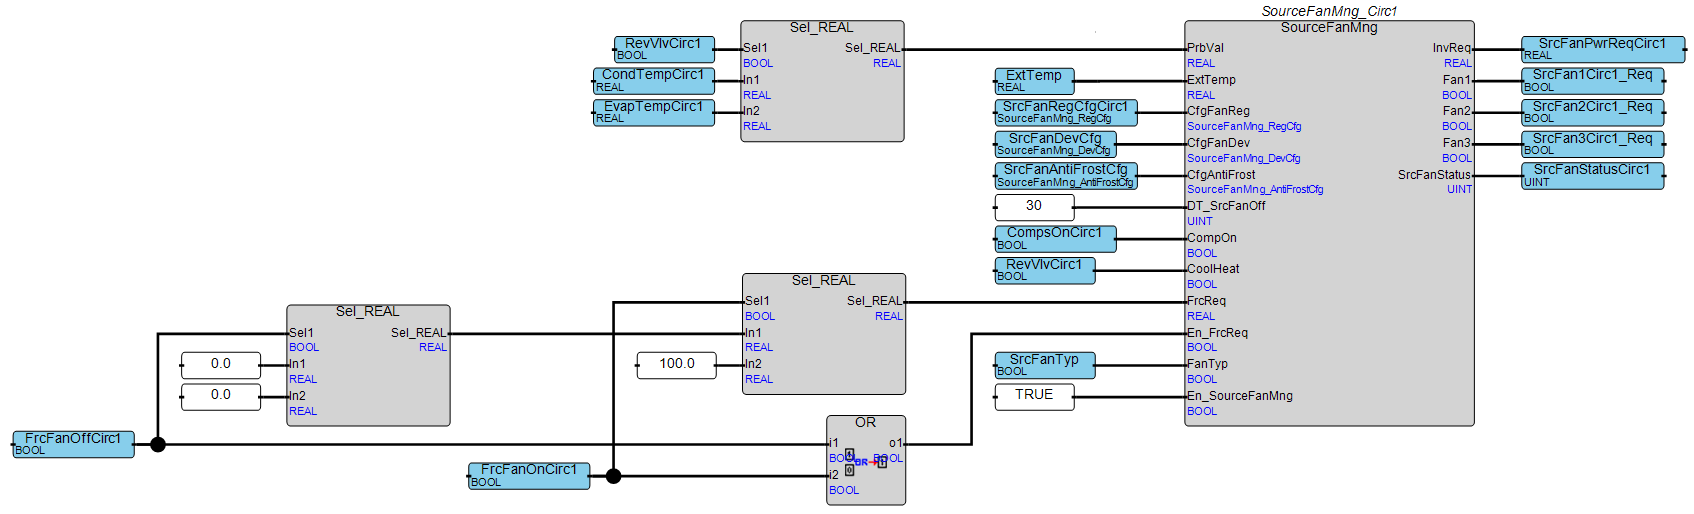 SourceFanMng_Circ1
Sel_REAL
RevVlvCirc1
BOOL
CondTempCirc1
REAL
EvapTempCirc1
REAL
Sel1
BOOL
In1
REAL
In2
REAL
Sel_REAL
REAL
SourceFanMng
ExtTemp
REAL
SrcFanRegCfgCirc1
SourceFanMng_RegCfg
SrcFanDevCfg
SourceFanMng_DevCfg
SrcFanAntiFrostCfg
SourceFanMng_AntiFrostCfg
30
CompsOnCirc1
BOOL
RevVlvCirc1
BOOL
SrcFanTyp
BOOL
TRUE
PrbVal
REAL
ExtTemp
REAL
CfgFanReg
SourceFanMng_RegCfg
CfgFanDev
SourceFanMng_DevCfg
CfgAntiFrost
SourceFanMng_AntiFrostCfg
DT_SrcFanOff
UINT
CompOn
BOOL
CoolHeat
BOOL
FrcReq
REAL
En_FrcReq
BOOL
FanTyp
BOOL
En_SourceFanMng
BOOL
InvReq
REAL
Fan1
BOOL
Fan2
BOOL
Fan3
BOOL
SrcFanStatus
UINT
SrcFanPwrReqCirc1
REAL
SrcFan1Circ1_Req
BOOL
SrcFan2Circ1_Req
BOOL
SrcFan3Circ1_Req
BOOL
SrcFanStatusCirc1
UINT
Sel_REAL
Sel1
BOOL
In1
REAL
In2
REAL
Sel_REAL
REAL
0.0
0.0
FrcFanOffCirc1
BOOL
Sel_REAL
Sel1
BOOL
In1
REAL
In2
REAL
Sel_REAL
REAL
100.0
FrcFanOnCirc1
BOOL
OR
i1
BOOL
i2
BOOL
o1
BOOL
OR